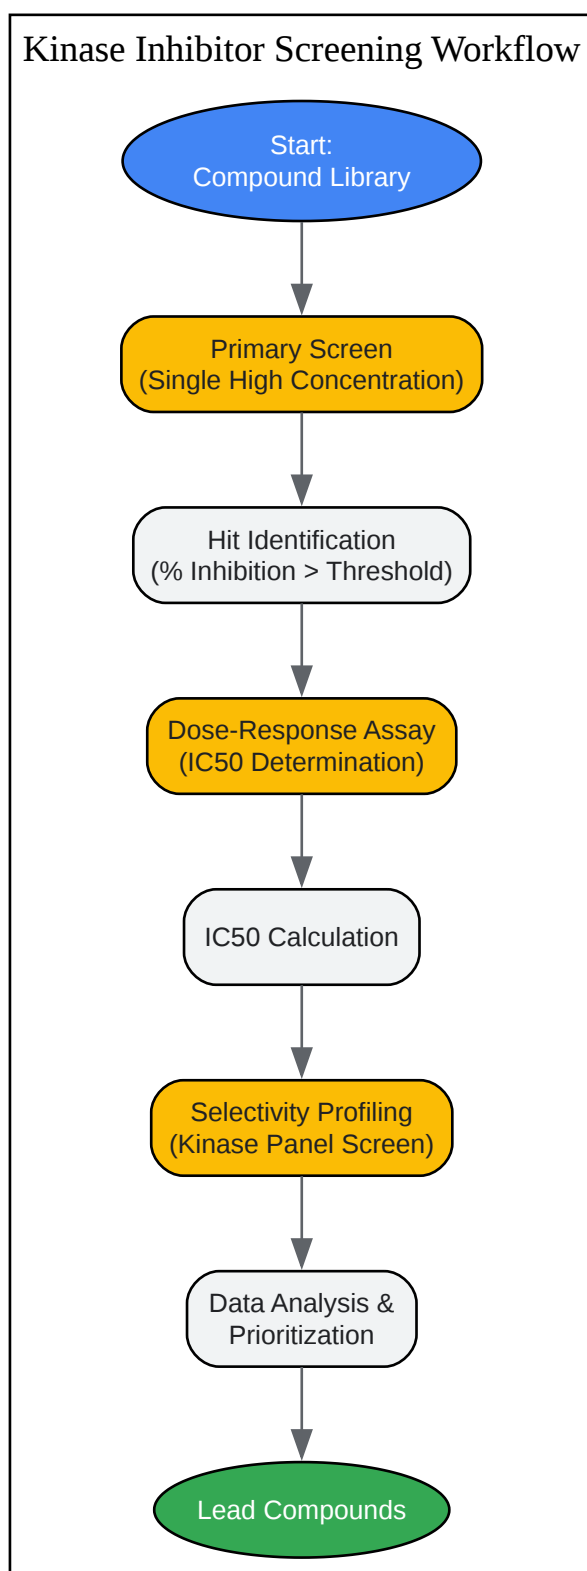 Kinase Inhibitor Screening Workflow
Start:
Compound Library
Primary Screen
(Single High Concentration)
Hit Identification
(% Inhibition > Threshold)
Dose-Response Assay
(IC50 Determination)
IC50 Calculation
Selectivity Profiling
(Kinase Panel Screen)
Data Analysis &
Prioritization
Lead Compounds